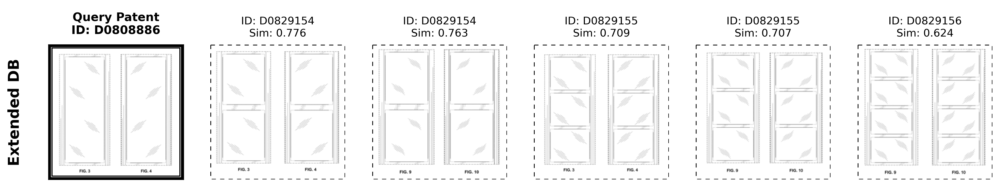 Extended DB
Query Patent
ID: D0808886
FIG. 3
FIG. 4
ID: D0829154
Sim: 0.776
FIG. 3
FIG. 4
ID: D0829154
Sim: 0.763
FIG. 9
FIG. 10
ID: D0829155
Sim: 0.709
FIG. 3
FIG. 4
ID: D0829155
Sim: 0.707
FIG. 9
FIG. 10
ID: D0829156
Sim: 0.624
FIG. 9
FIG. 10